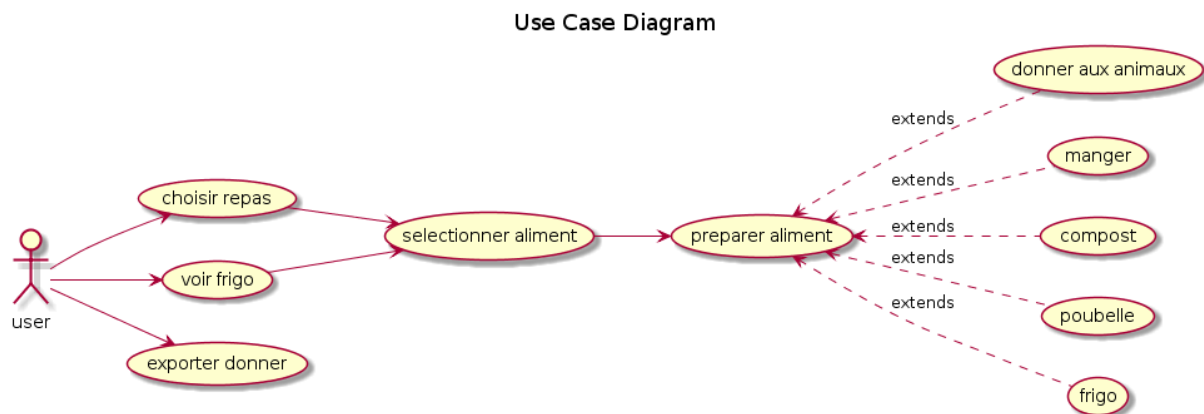 Use Case Diagram
donner aux animaux
extends
manger
extends
choisir repas
selectionner aliment
preparer aliment
extends
compost
extends
voir frigo
poubelle
extends
user
exporter donner
frigo